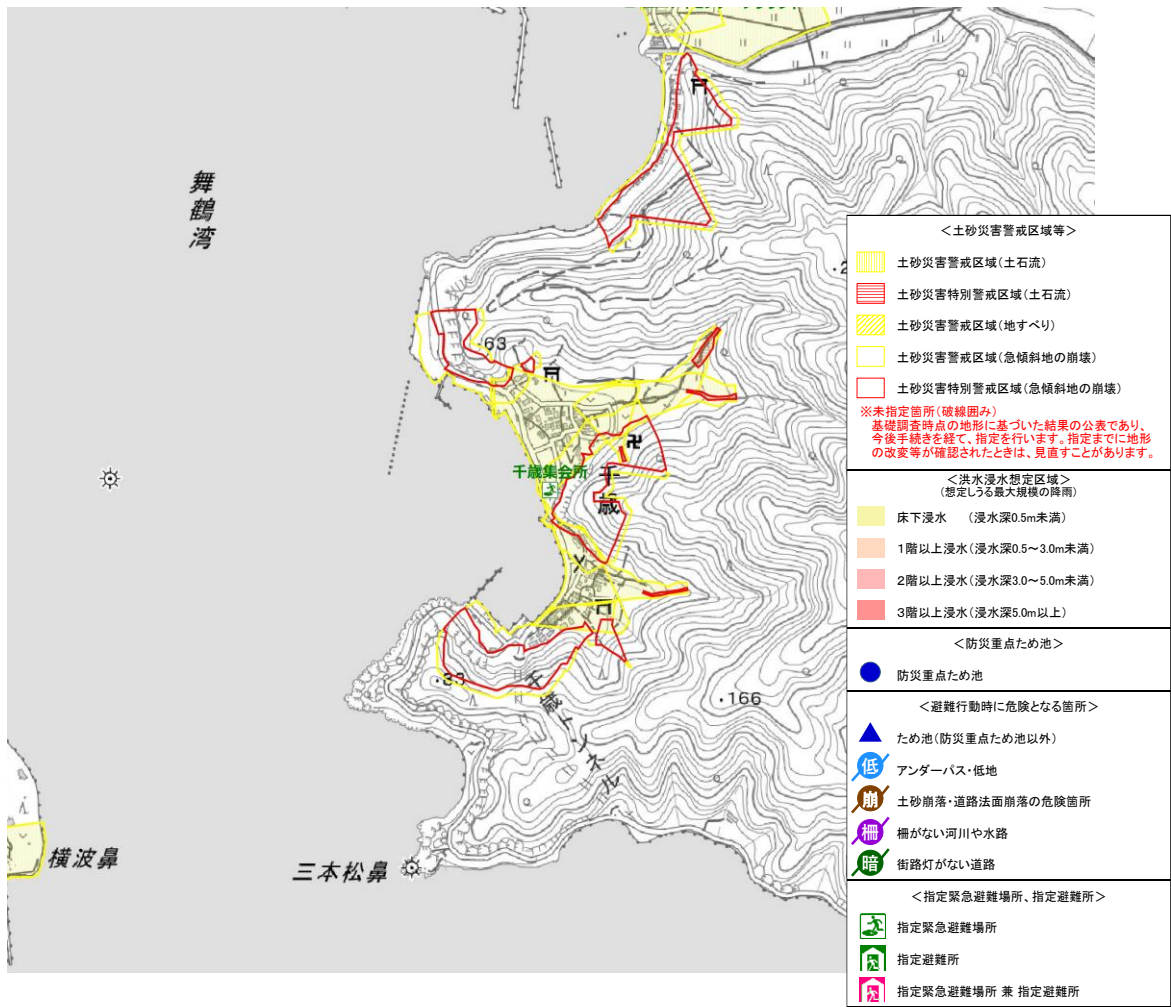 舞鶴湾
・63
千歳集会所
千歳
・33
・166
千歳トンネル
横波鼻
三本松鼻
＜土砂災害警戒区域等＞
土砂災害警戒区域（土石流）
土砂災害特別警戒区域（土石流）
土砂災害警戒区域（地すべり）
土砂災害警戒区域（急傾斜地の崩壊）
土砂災害特別警戒区域（急傾斜地の崩壊）
※未指定箇所（破線囲み）
基礎調査時点の地形に基づいた結果の公表であり、
今後手続きを経て、指定を行います。指定までに地形
の改変等が確認されたときは、見直すことがあります。
＜洪水浸水想定区域＞
（想定しうる最大規模の降雨）
床下浸水　（浸水深0.5m未満）
1階以上浸水（浸水深0.5～3.0m未満）
2階以上浸水（浸水深3.0～5.0m未満）
3階以上浸水（浸水深5.0m以上）
＜防災重点ため池＞
防災重点ため池
＜避難行動時に危険となる箇所＞
ため池（防災重点ため池以外）
低 アンダーパス・低地
崩 土砂崩落・道路法面崩落の危険箇所
柵 柵がない河川や水路
暗 街路灯がない道路
＜指定緊急避難場所、指定避難所＞
指定緊急避難場所
指定避難所
指定緊急避難場所 兼 指定避難所